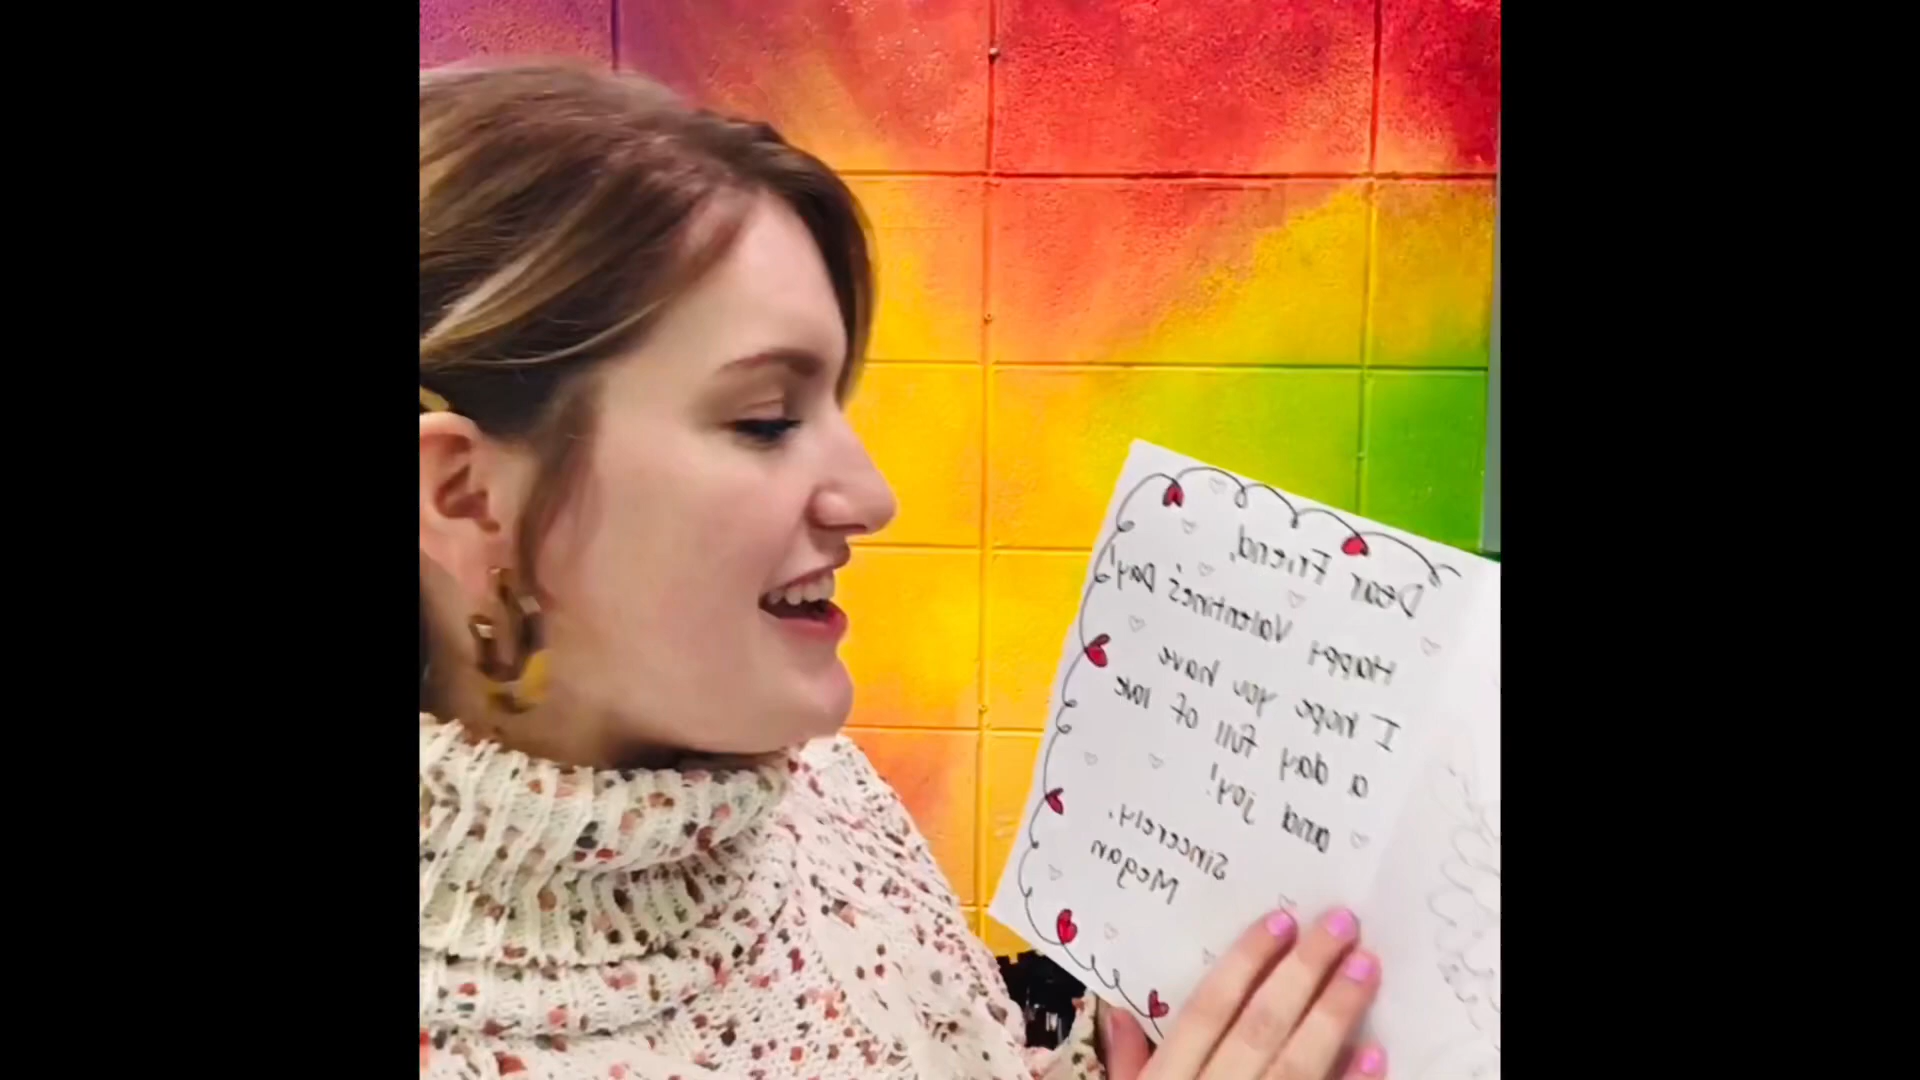 Dear Friend,
Happy Valentine's Day!
I hope you have
a day full of love
and joy!
Sincerely,
Megan